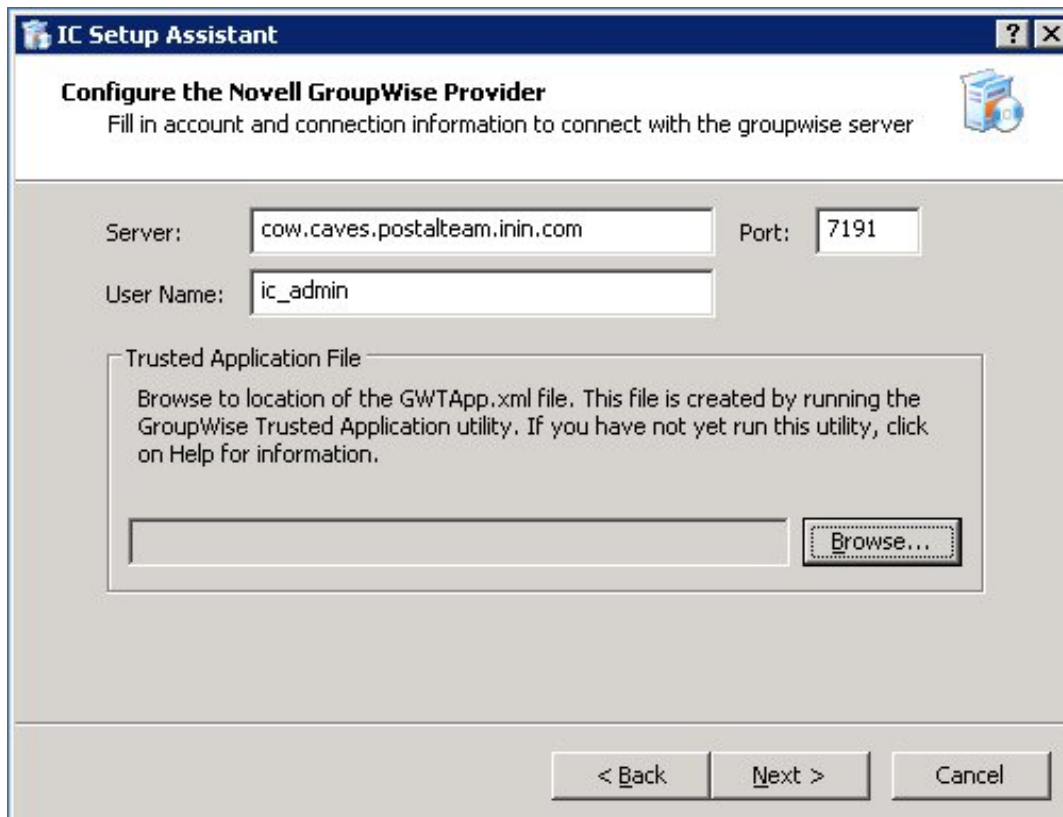 IC Setup Assistant
Configure the Novell GroupWise Provider
Fill in account and connection information to connect with the groupwise server
Server: cow.caves.postalteam.inin.com Port: 7191
User Name: ic_admin
Trusted Application File
Browse to location of the GWTApp.xml file. This file is created by running the
GroupWise Trusted Application utility. If you have not yet run this utility, click
on Help for information.
Browse...
< Back Next > Cancel